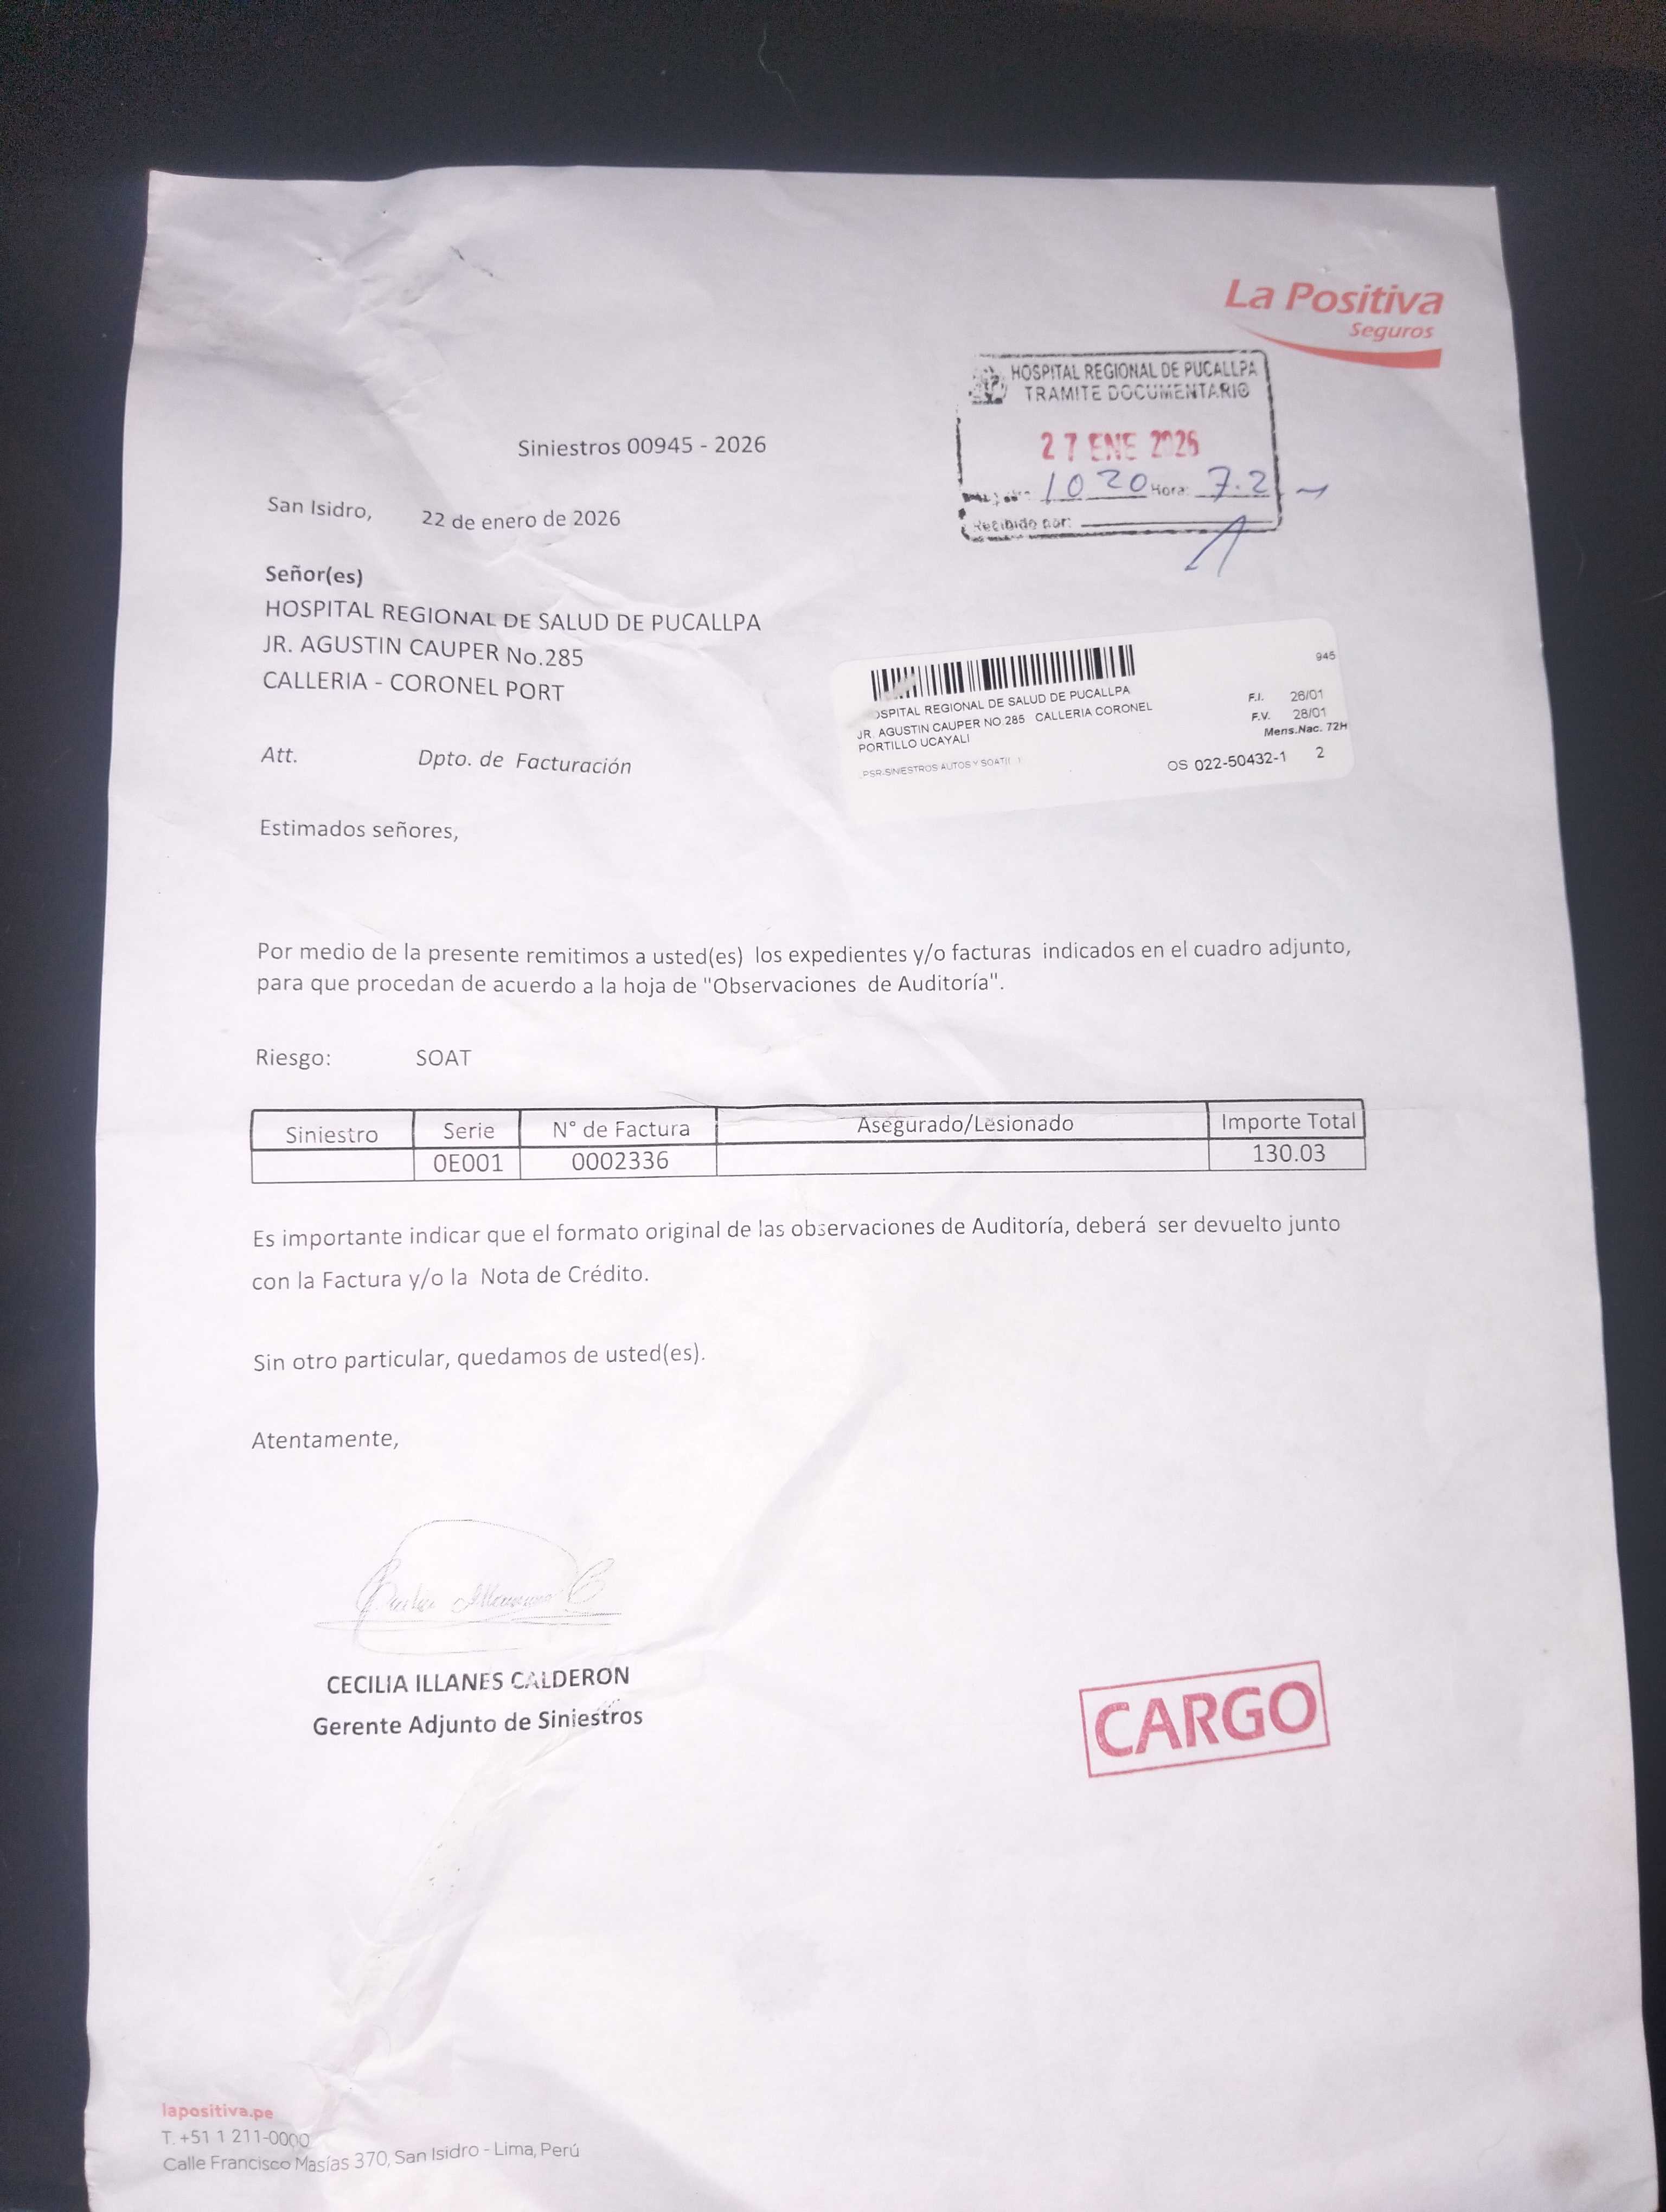 La Positiva
Seguros
HOSPITAL REGIONAL DE PUCALLPA
TRAMITE DOCUMENTARIO
27 ENE 2026
1020 Hora: 7.2
Recibido por:
Siniestros 00945 - 2026
San Isidro, 22 de enero de 2026
Señor(es)
HOSPITAL REGIONAL DE SALUD DE PUCALLPA
JR. AGUSTIN CAUPER No.285
CALLERIA - CORONEL PORT
945
OSPITAL REGIONAL DE SALUD DE PUCALLPA
JR. AGUSTIN CAUPER NO.285 CALLERIA CORONEL
PORTILLO UCAYALI
F.I. 26/01
F.V. 28/01
Mens.Nac. 72H
PSR-SINIESTROS AUTOS Y SOAT
OS 022-50432-1 2
Att. Dpto. de Facturación
Estimados señores,
Por medio de la presente remitimos a usted(es) los expedientes y/o facturas indicados en el cuadro adjunto,
para que procedan de acuerdo a la hoja de "Observaciones de Auditoría".
Riesgo: SOAT
Siniestro Serie N° de Factura Asegurado/Lesionado Importe Total
0E001 0002336 130.03
Es importante indicar que el formato original de las observaciones de Auditoría, deberá ser devuelto junto
con la Factura y/o la Nota de Crédito.
Sin otro particular, quedamos de usted(es).
Atentamente,
CECILIA ILLANES CALDERON
Gerente Adjunto de Siniestros
CARGO
lapositiva.pe
T. +51 1 211-0000
Calle Francisco Masías 370, San Isidro - Lima, Perú